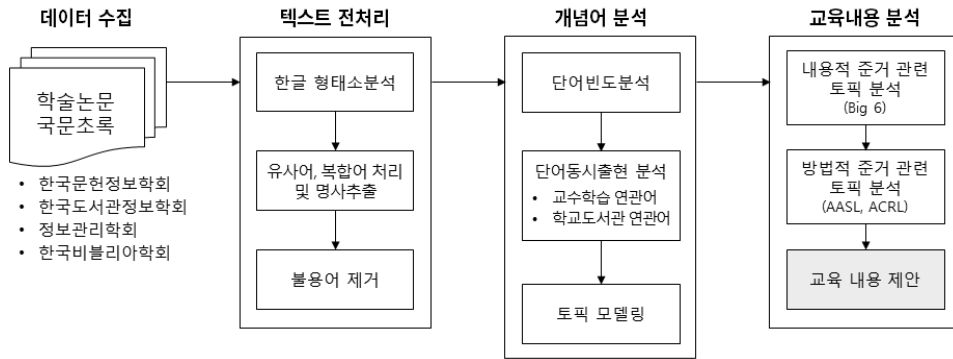 데이터 수집
텍스트 전처리
개념어 분석
교육내용 분석
학술논문
국문초록
• 한국문헌정보학회
• 한국도서관정보학회
• 정보관리학회
• 한국비블리아학회
한글 형태소분석
유사어, 복합어 처리
및 명사추출
불용어 제거
단어빈도분석
단어동시출현 분석
• 교수학습 연관어
• 학교도서관 연관어
토픽 모델링
내용적 준거 관련
토픽 분석
(Big 6)
방법적 준거 관련
토픽 분석
(AASL, ACRL)
교육 내용 제안